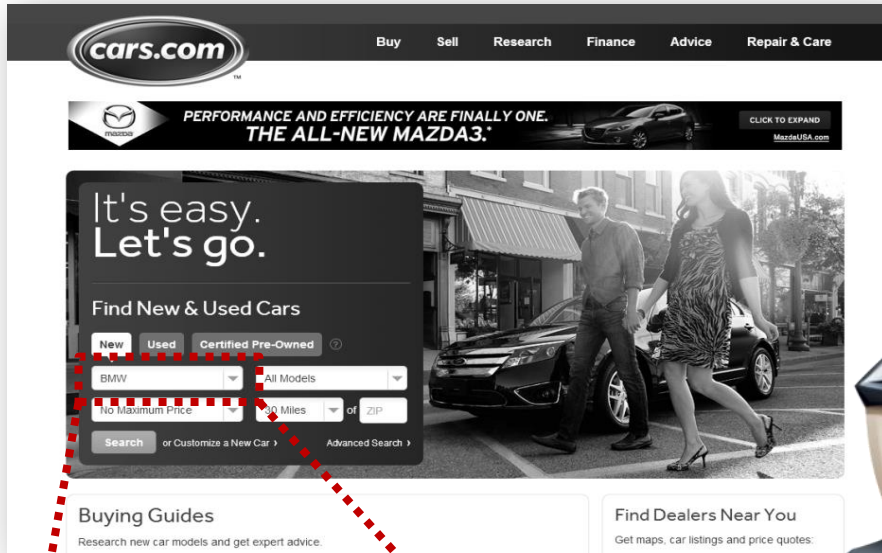 cars.com
TM
Buy Sell Research Finance Advice Repair & Care
mazda
PERFORMANCE AND EFFICIENCY ARE FINALLY ONE.
THE ALL-NEW MAZDA3.*
CLICK TO EXPAND
MazdaUSA.com
It's easy.
Let's go.
Find New & Used Cars
New Used Certified Pre-Owned ?
BMW All Models
No Maximum Price 30 Miles of ZIP
Search or Customize a New Car › Advanced Search ›
Buying Guides
Research new car models and get expert advice.
Find Dealers Near You
Get maps, car listings and price quotes: